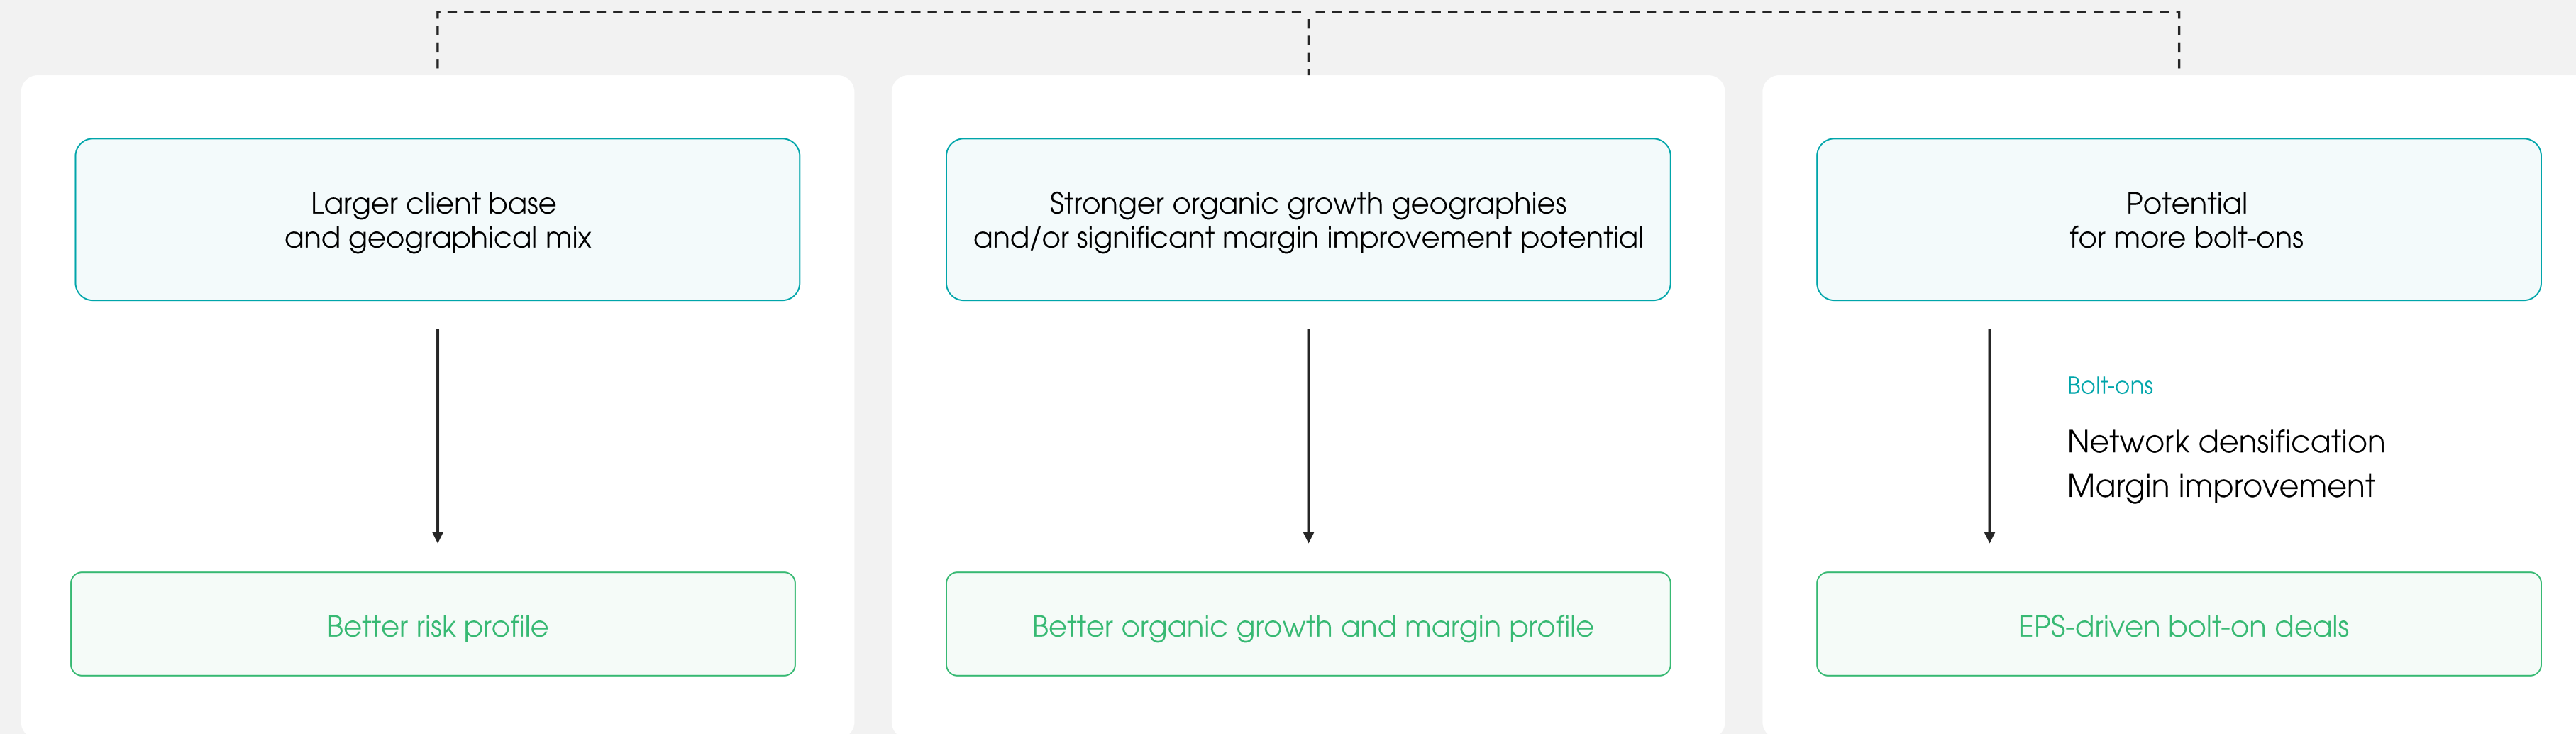 Larger client base
and geographical mix
Better risk profile
Stronger organic growth geographies
and/or significant margin improvement potential
Better organic growth and margin profile
Potential
for more bolt-ons
Bolt-ons
Network densification
Margin improvement
EPS-driven bolt-on deals